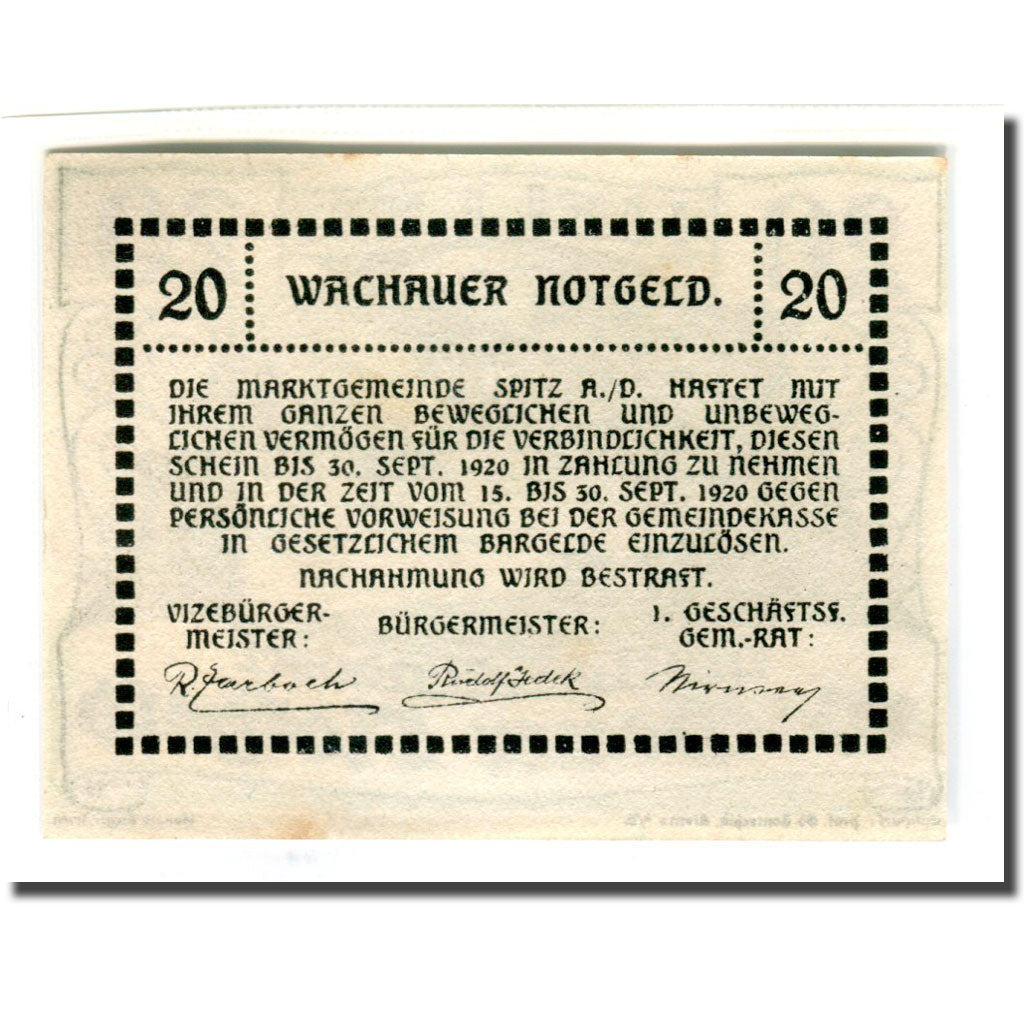 20 WACHAUER NOTGELD. 20
DIE MARKTGEMEINDE SPITZ A./D. HAFTET MIT
IHREM GANZEN BEWEGLICHEN UND UNBEWEG-
LICHEN VERMÖGEN FÜR DIE VERBINDLICHKEIT, DIESEN
SCHEIN BIS 30. SEPT. 1920 IN ZAHLUNG ZU NEHMEN
UND IN DER ZEIT VOM 15. BIS 30. SEPT. 1920 GEGEN
PERSÖNLICHE VORWEISUNG BEI DER GEMEINDEKASSE
IN GESETZLICHEM BARGELDE EINZULÖSEN.
NACHAHMUNG WIRD BESTRAFT.
VIZEBÜRGER-
MEISTER:
BÜRGERMEISTER:
1. GESCHÄFTSF.
GEM.-RAT:
Rudolf